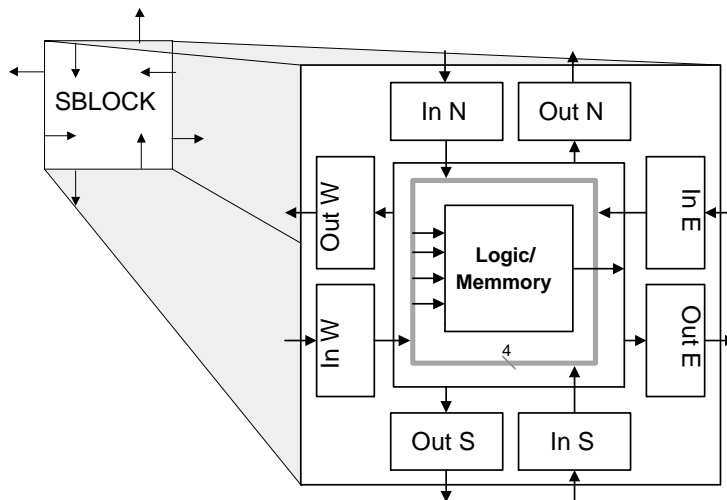 SBLOCK
In N
Out N
Out W
In E
Logic/
Memmory
In W
Out E
4
Out S
In S